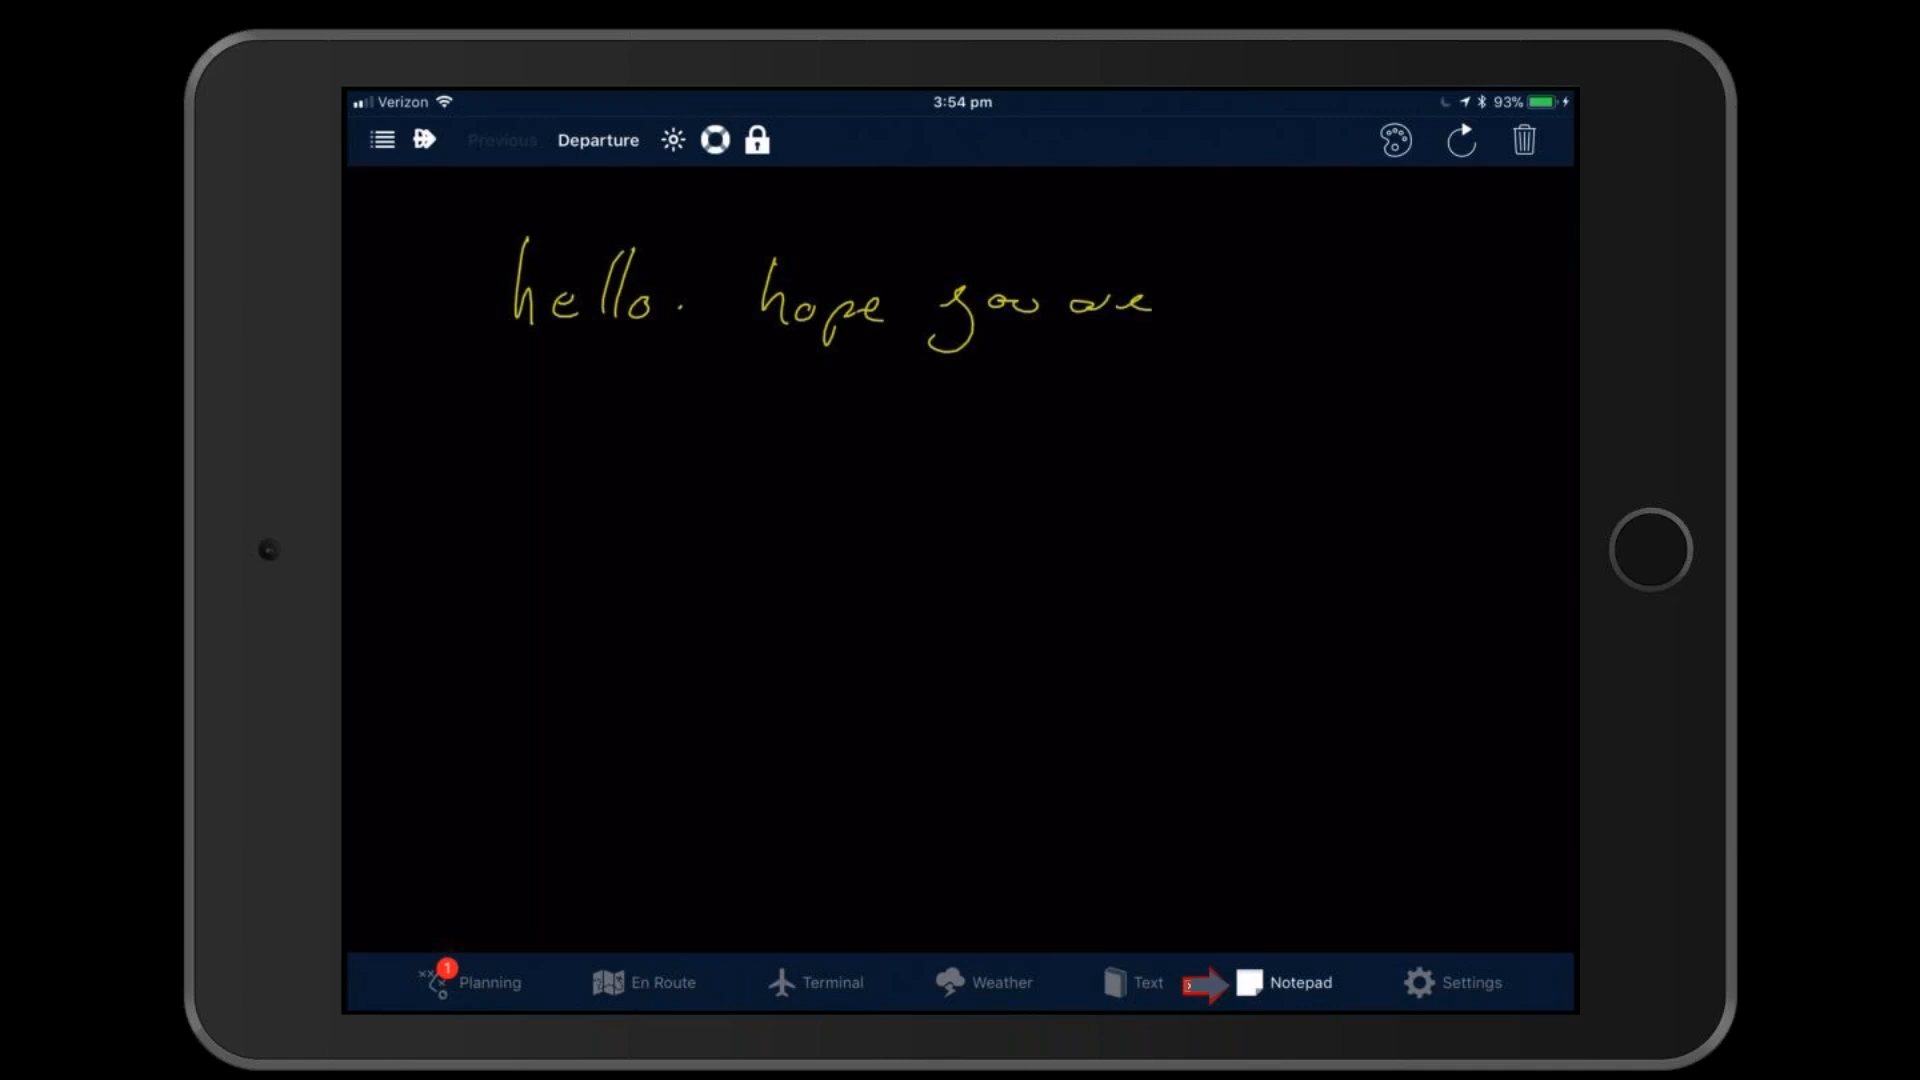 Verizon 3:54 pm 93%
Previous Departure
hello. hope you are
1
Planning En Route Terminal Weather Text Notepad Settings